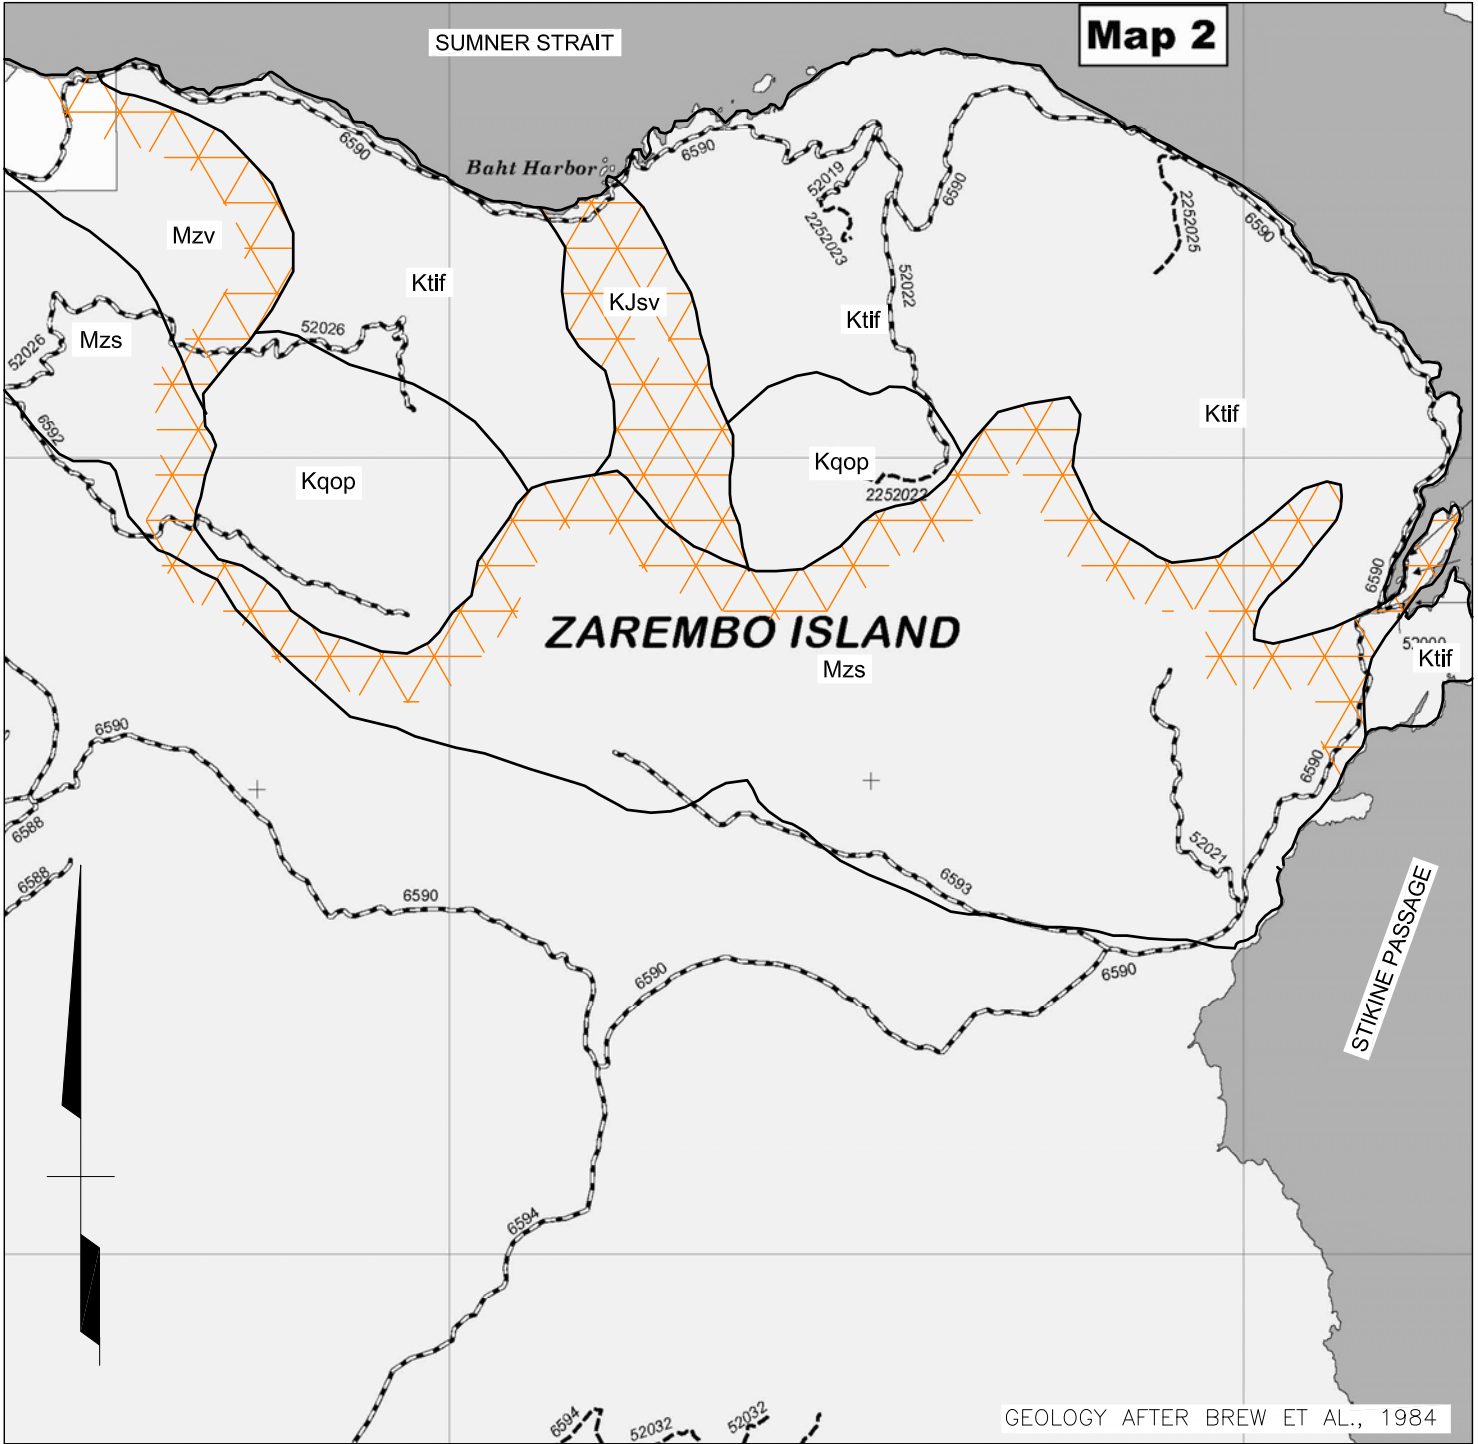 Map 2
SUMNER STRAIT
6590
Baht Harbor
6590
52019
6590
2252023
2252025
6590
Mzv
Ktif
52022
KJsv
Ktif
52026
52026
Mzs
Ktif
6592
Kqop
Kqop
2252022
6590
ZAREMBO ISLAND
Mzs
Ktif
6590
6590
6588
52021
6588
6590
6593
STIKINE PASSAGE
6590
6590
6594
6594
52032
52032
GEOLOGY AFTER BREW ET AL., 1984